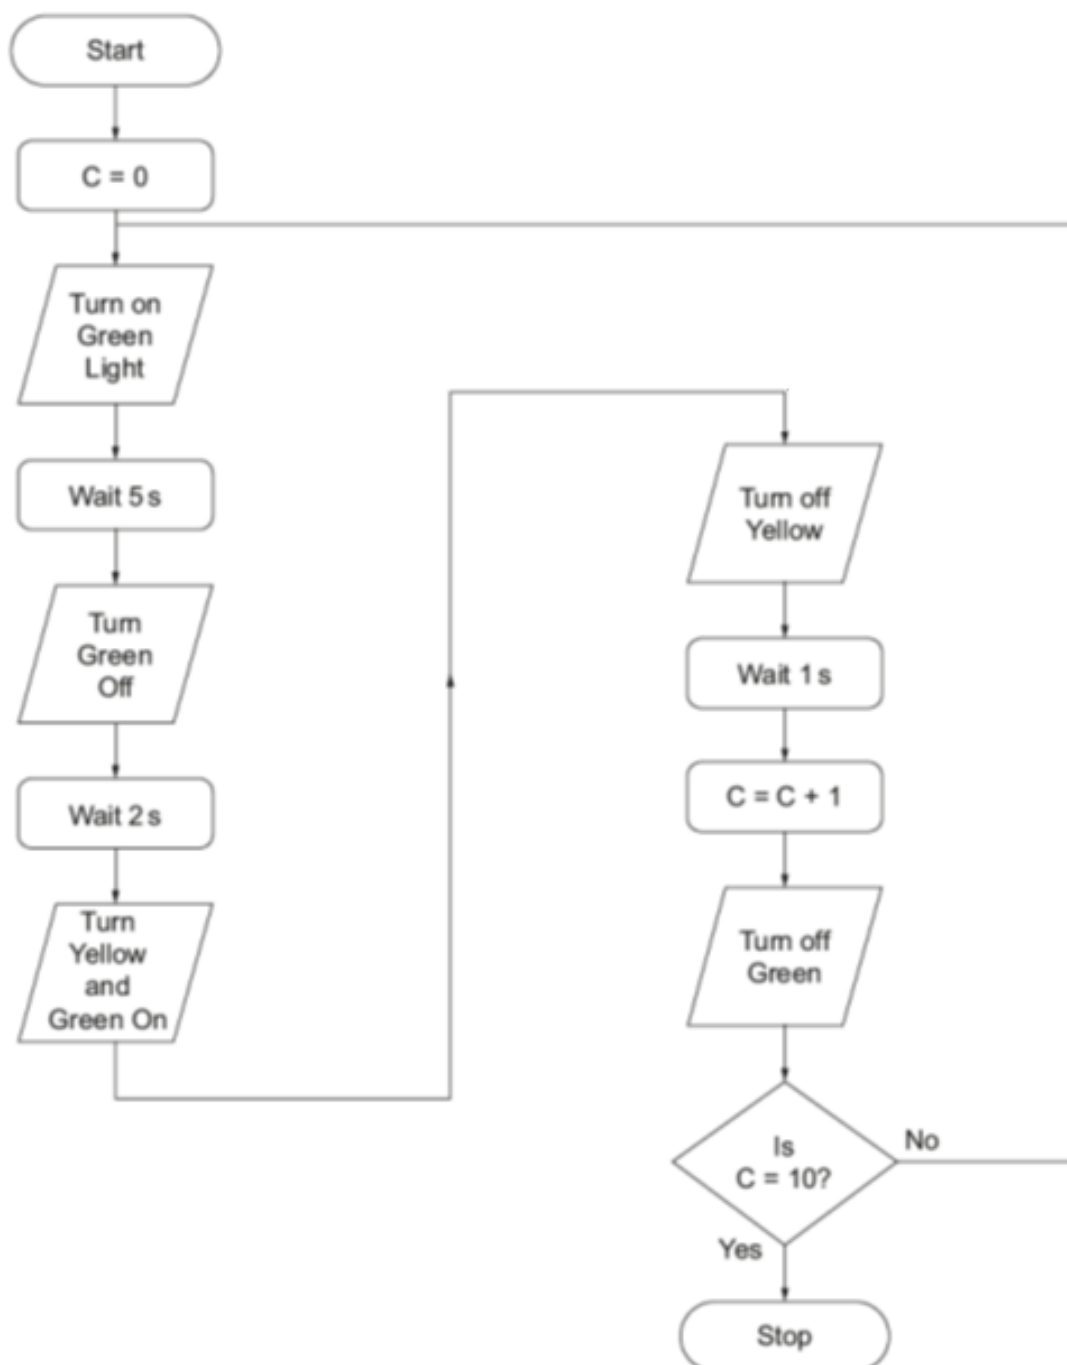 Start
C = 0
Turn on
Green
Light
Wait 5 s
Turn
Green
Off
Wait 2 s
Turn
Yellow
and
Green On
Turn off
Yellow
Wait 1 s
C = C + 1
Turn off
Green
Is
C = 10?
No
Yes
Stop